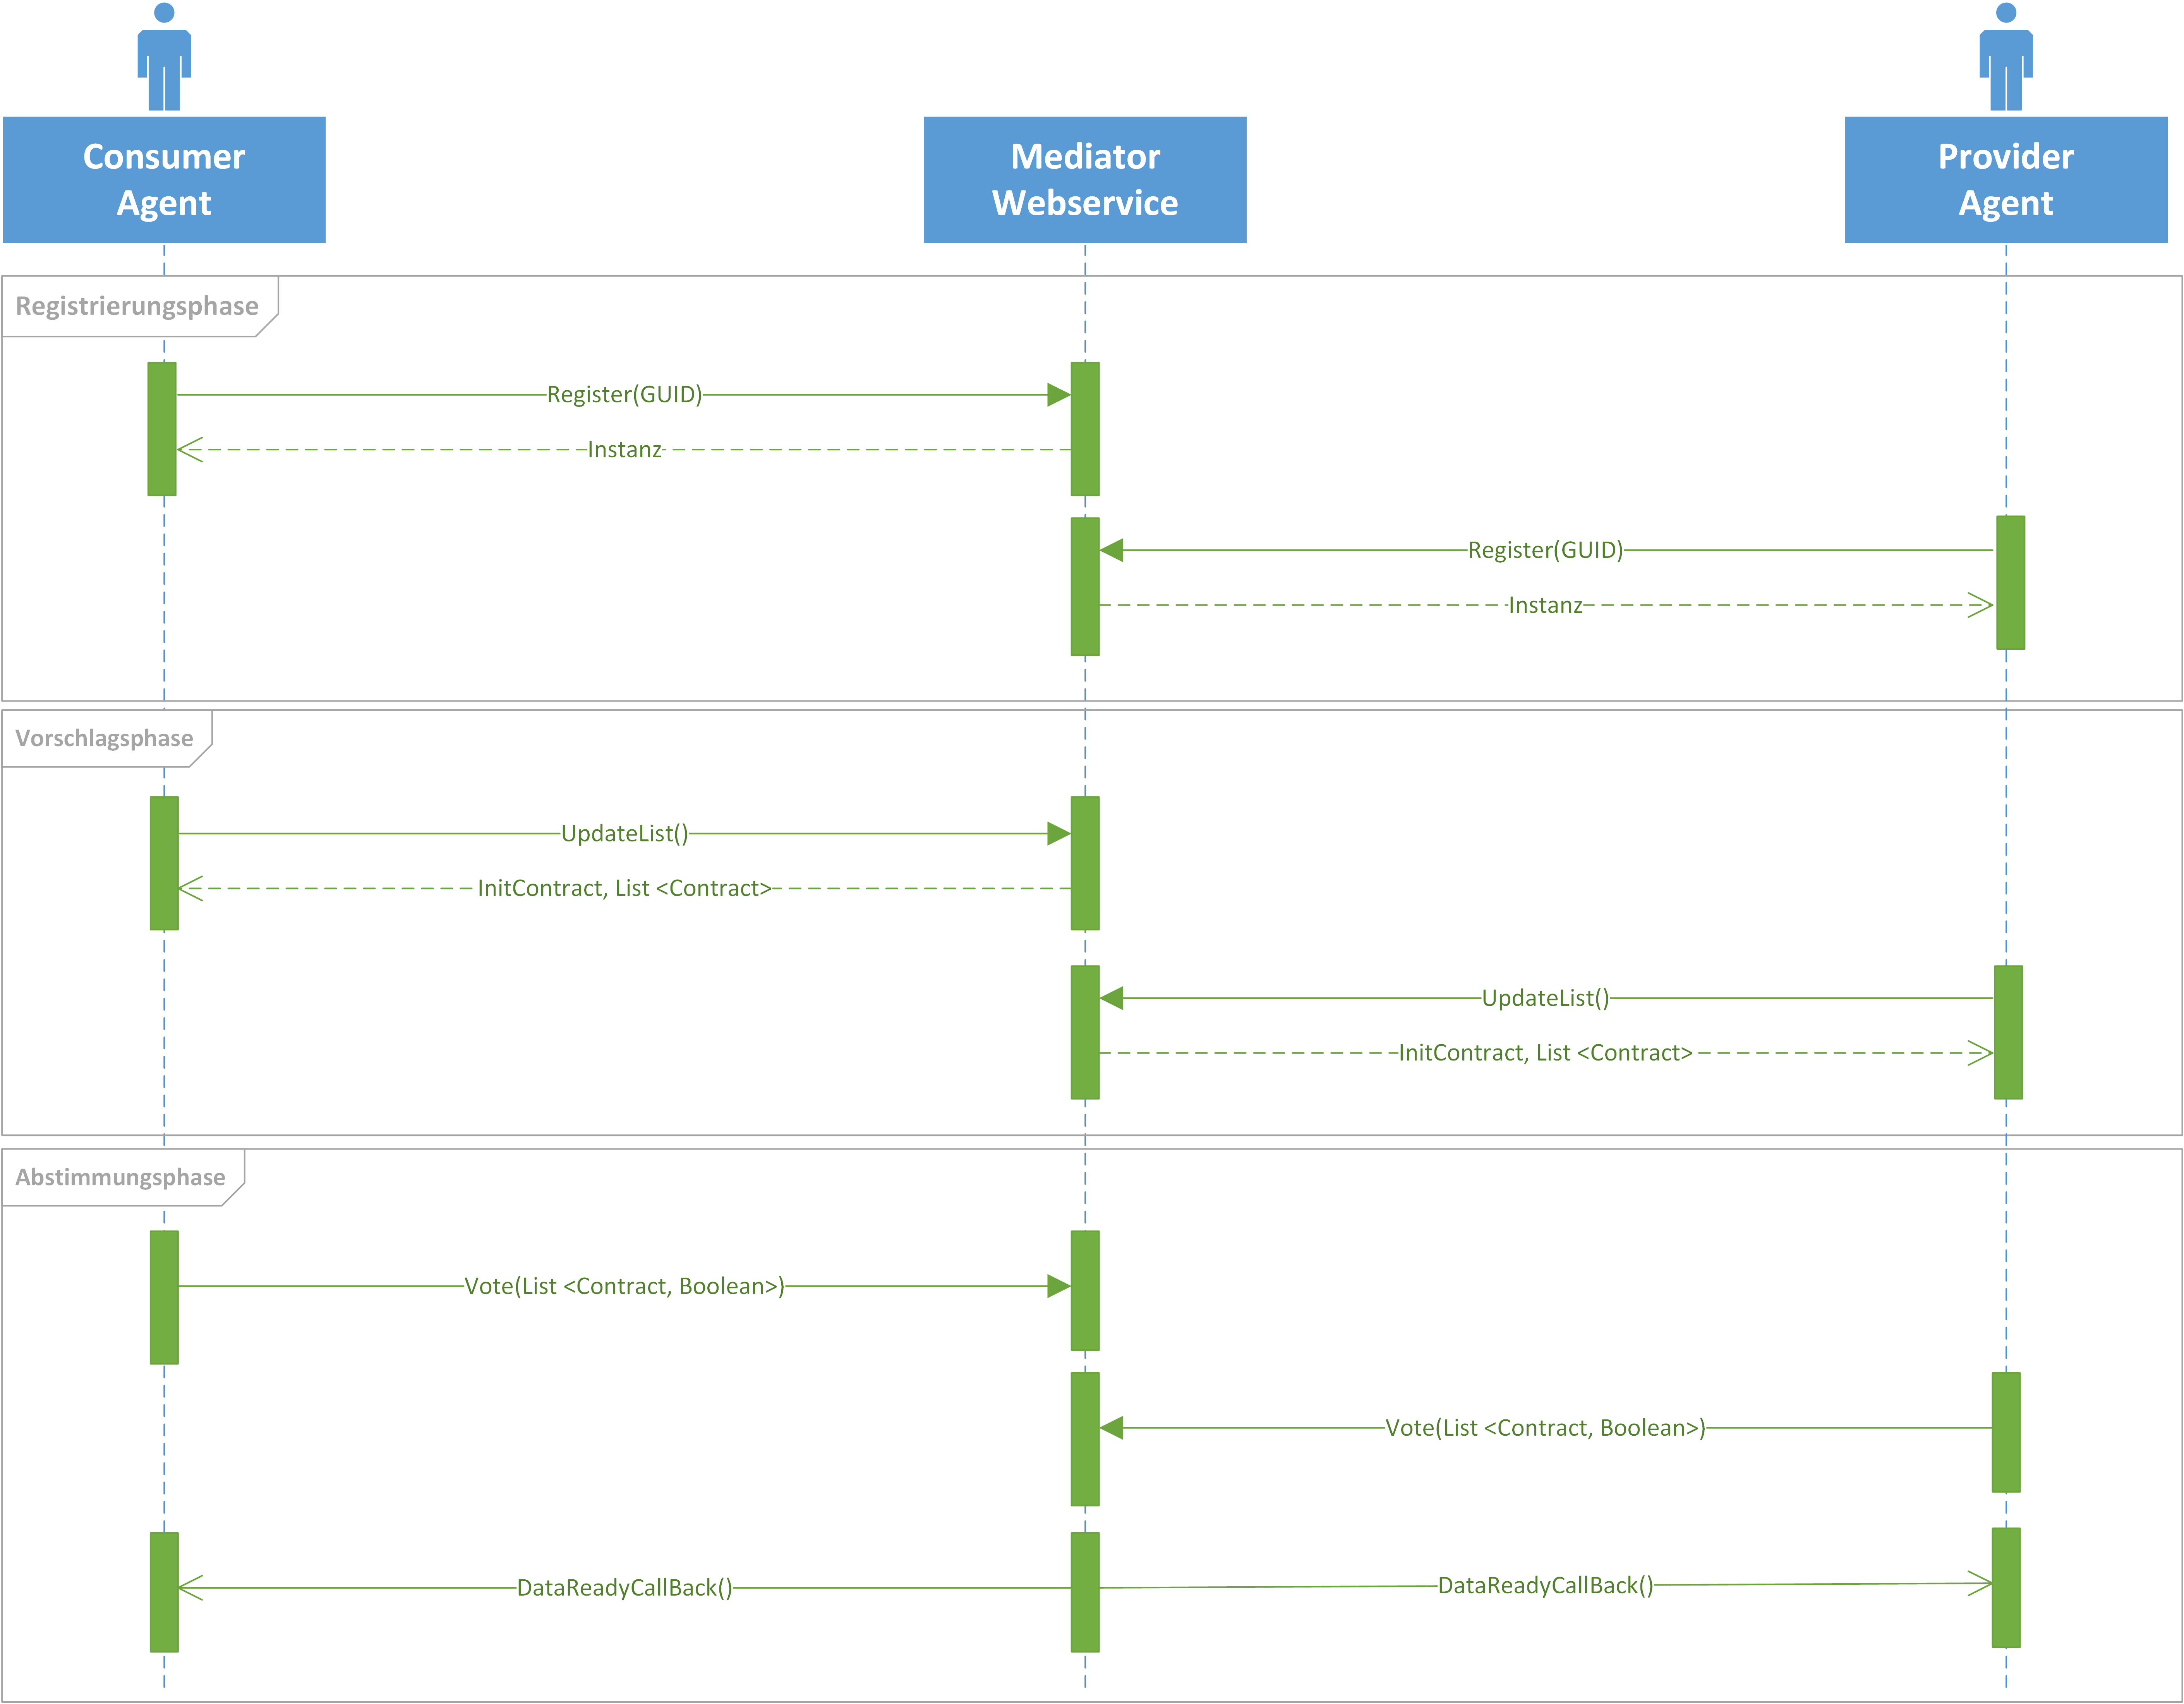 Consumer
Agent
Mediator
Webservice
Provider
Agent
Registrierungsphase
Register(GUID)
Instanz
Register(GUID)
Instanz
Vorschlagsphase
UpdateList()
InitContract, List <Contract>
UpdateList()
InitContract, List <Contract>
Abstimmungsphase
Vote(List <Contract, Boolean>)
Vote(List <Contract, Boolean>)
DataReadyCallBack()
DataReadyCallBack()